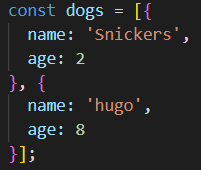 const dogs = [{
  name: 'Snickers',
  age: 2
}, {
  name: 'hugo',
  age: 8
}];